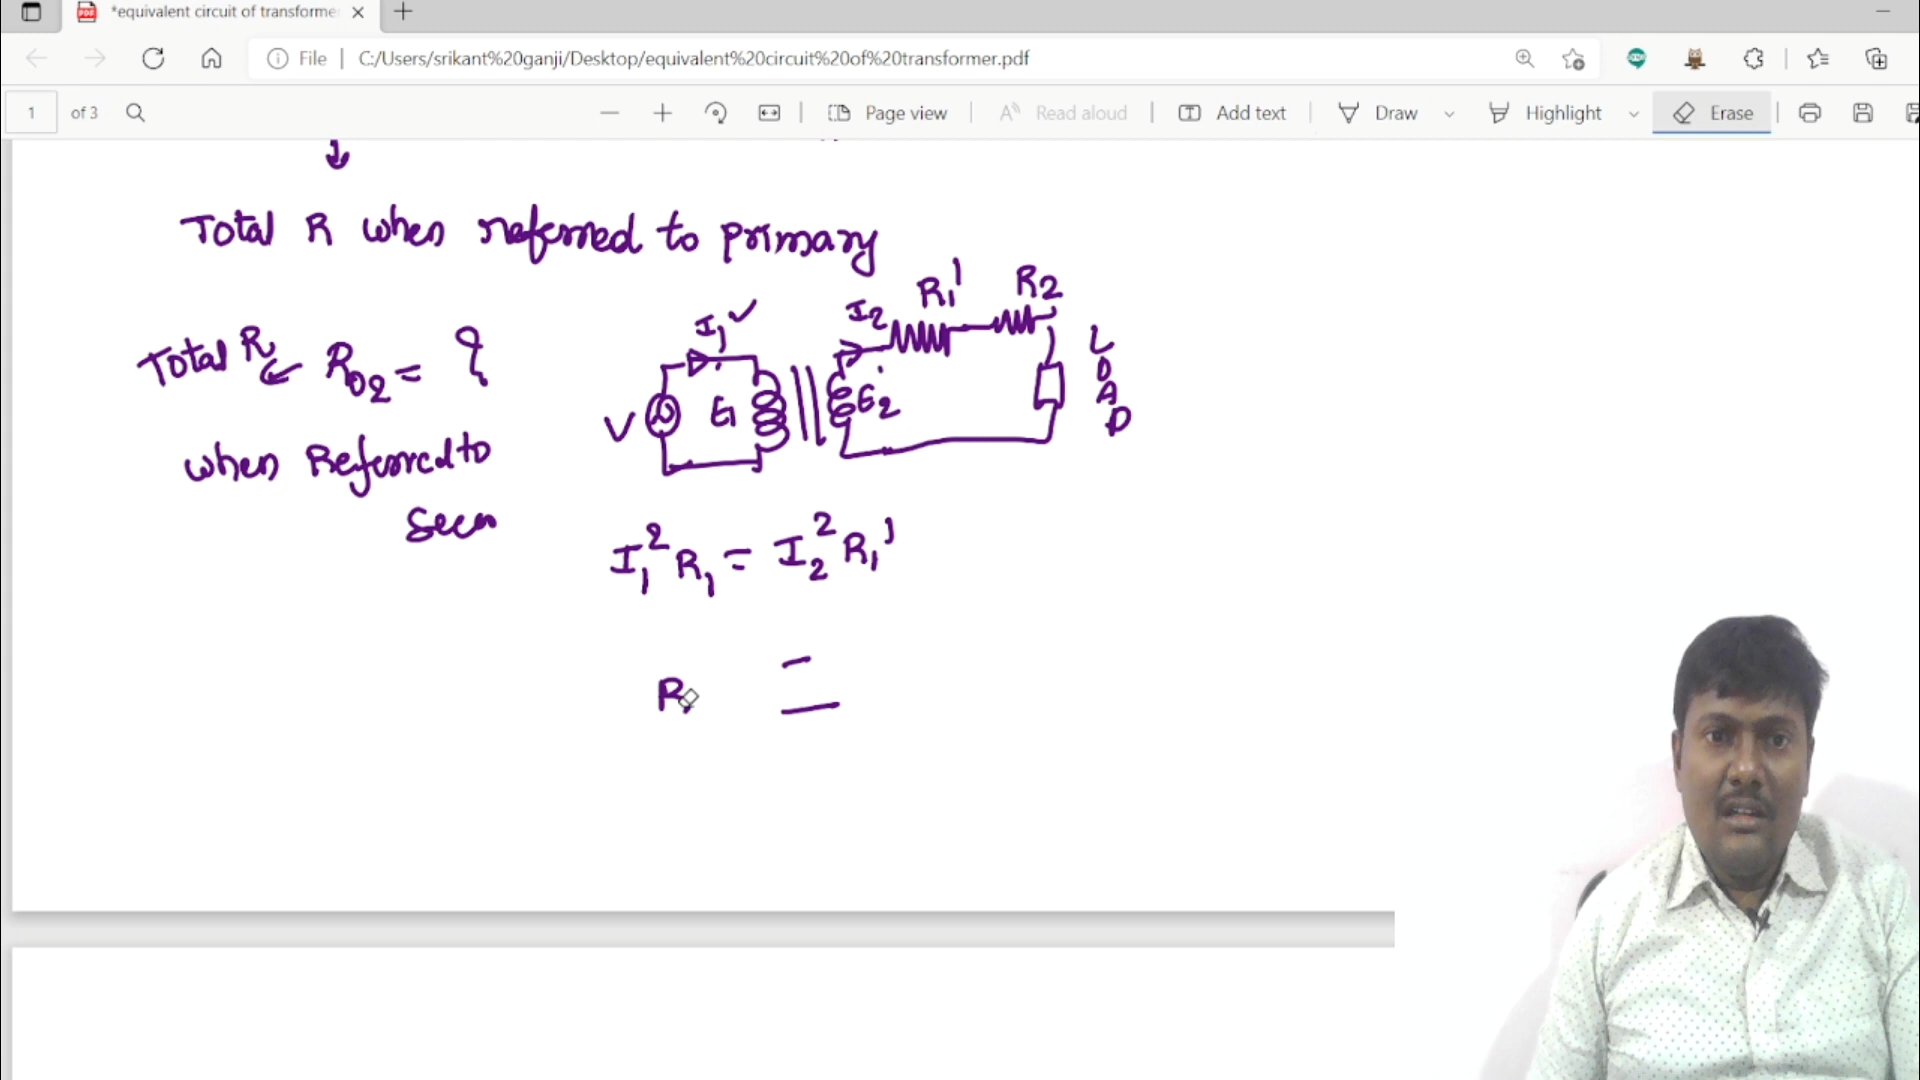 *equivalent circuit of transforme
File C:/Users/srikant%20ganji/Desktop/equivalent%20circuit%20of%20transformer.pdf
1 of 3 Page view Read aloud Add text Draw Highlight Erase
Total R when referred to primary
Total R R02 = ?
when Referred to
Secn
V I1 E1 E2 I2 R1' R2
LOAD
I1² R1 = I2² R1'
R1 =